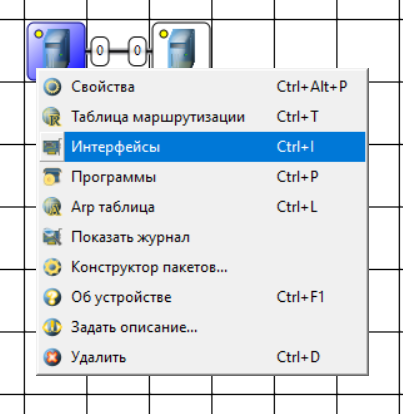 0 0
Свойства Ctrl+Alt+P
Таблица маршрутизации Ctrl+T
Интерфейсы Ctrl+I
Программы Ctrl+P
Arp таблица Ctrl+L
Показать журнал
Конструктор пакетов...
Об устройстве Ctrl+F1
Задать описание...
Удалить Ctrl+D